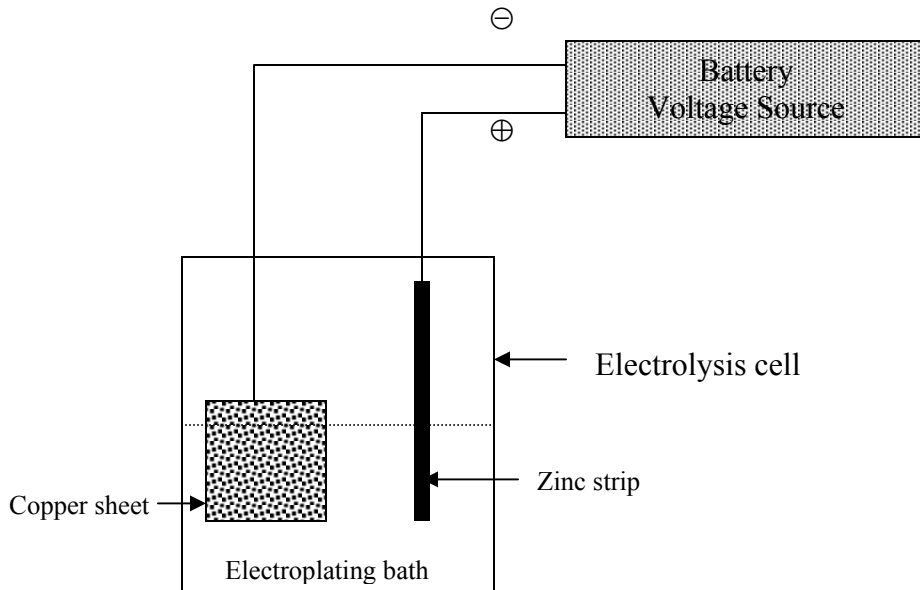 ⊖
Battery
Voltage Source
⊕
Electrolysis cell
Zinc strip
Copper sheet
Electroplating bath